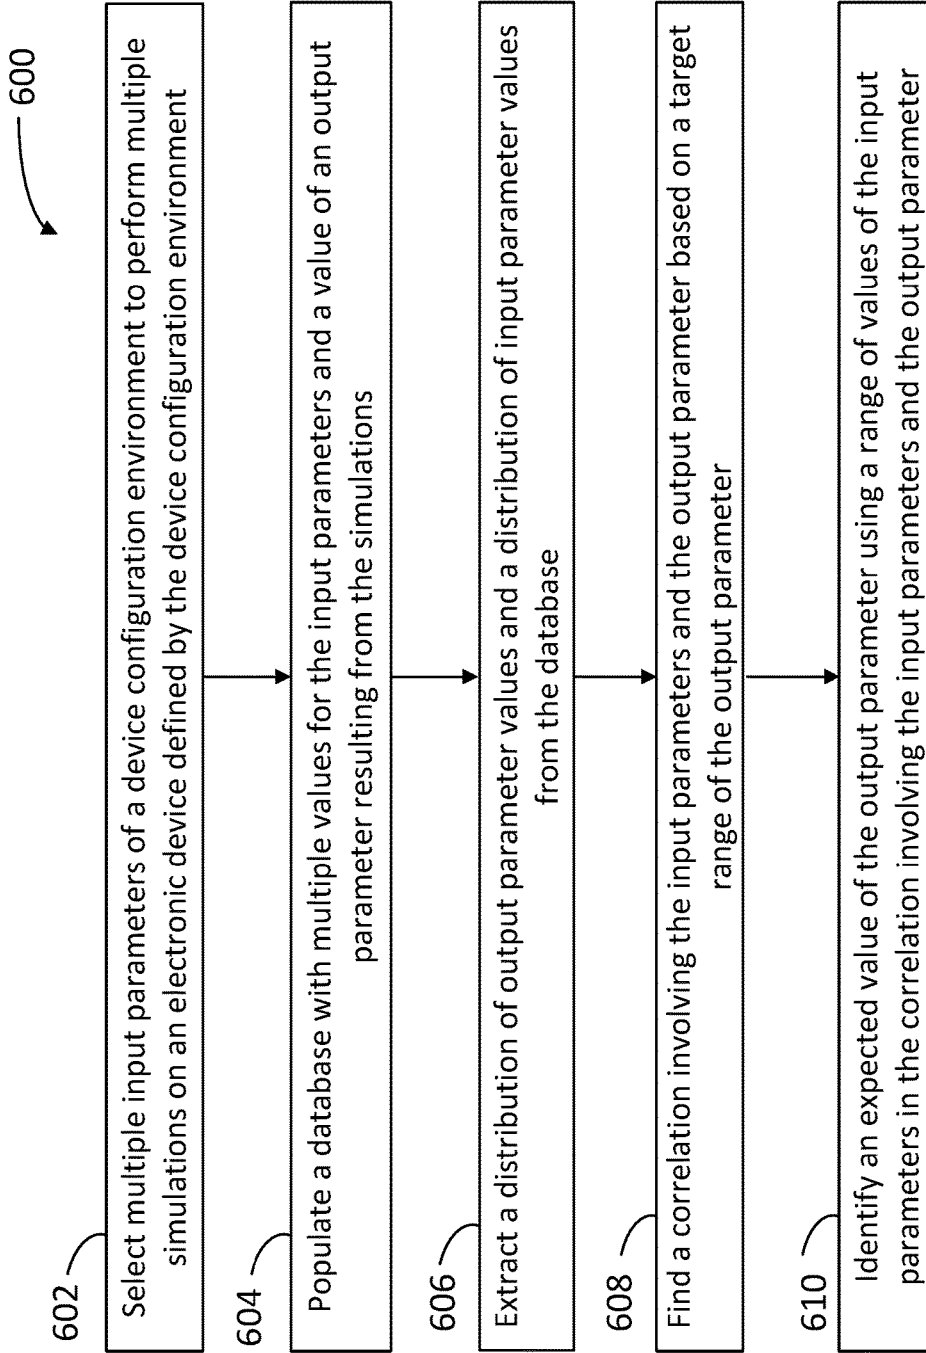 600
602
Select multiple input parameters of a device configuration environment to perform multiple
simulations on an electronic device defined by the device configuration environment
604
Populate a database with multiple values for the input parameters and a value of an output
parameter resulting from the simulations
606
Extract a distribution of output parameter values and a distribution of input parameter values
from the database
608
Find a correlation involving the input parameters and the output parameter based on a target
range of the output parameter
610
Identify an expected value of the output parameter using a range of values of the input
parameters in the correlation involving the input parameters and the output parameter